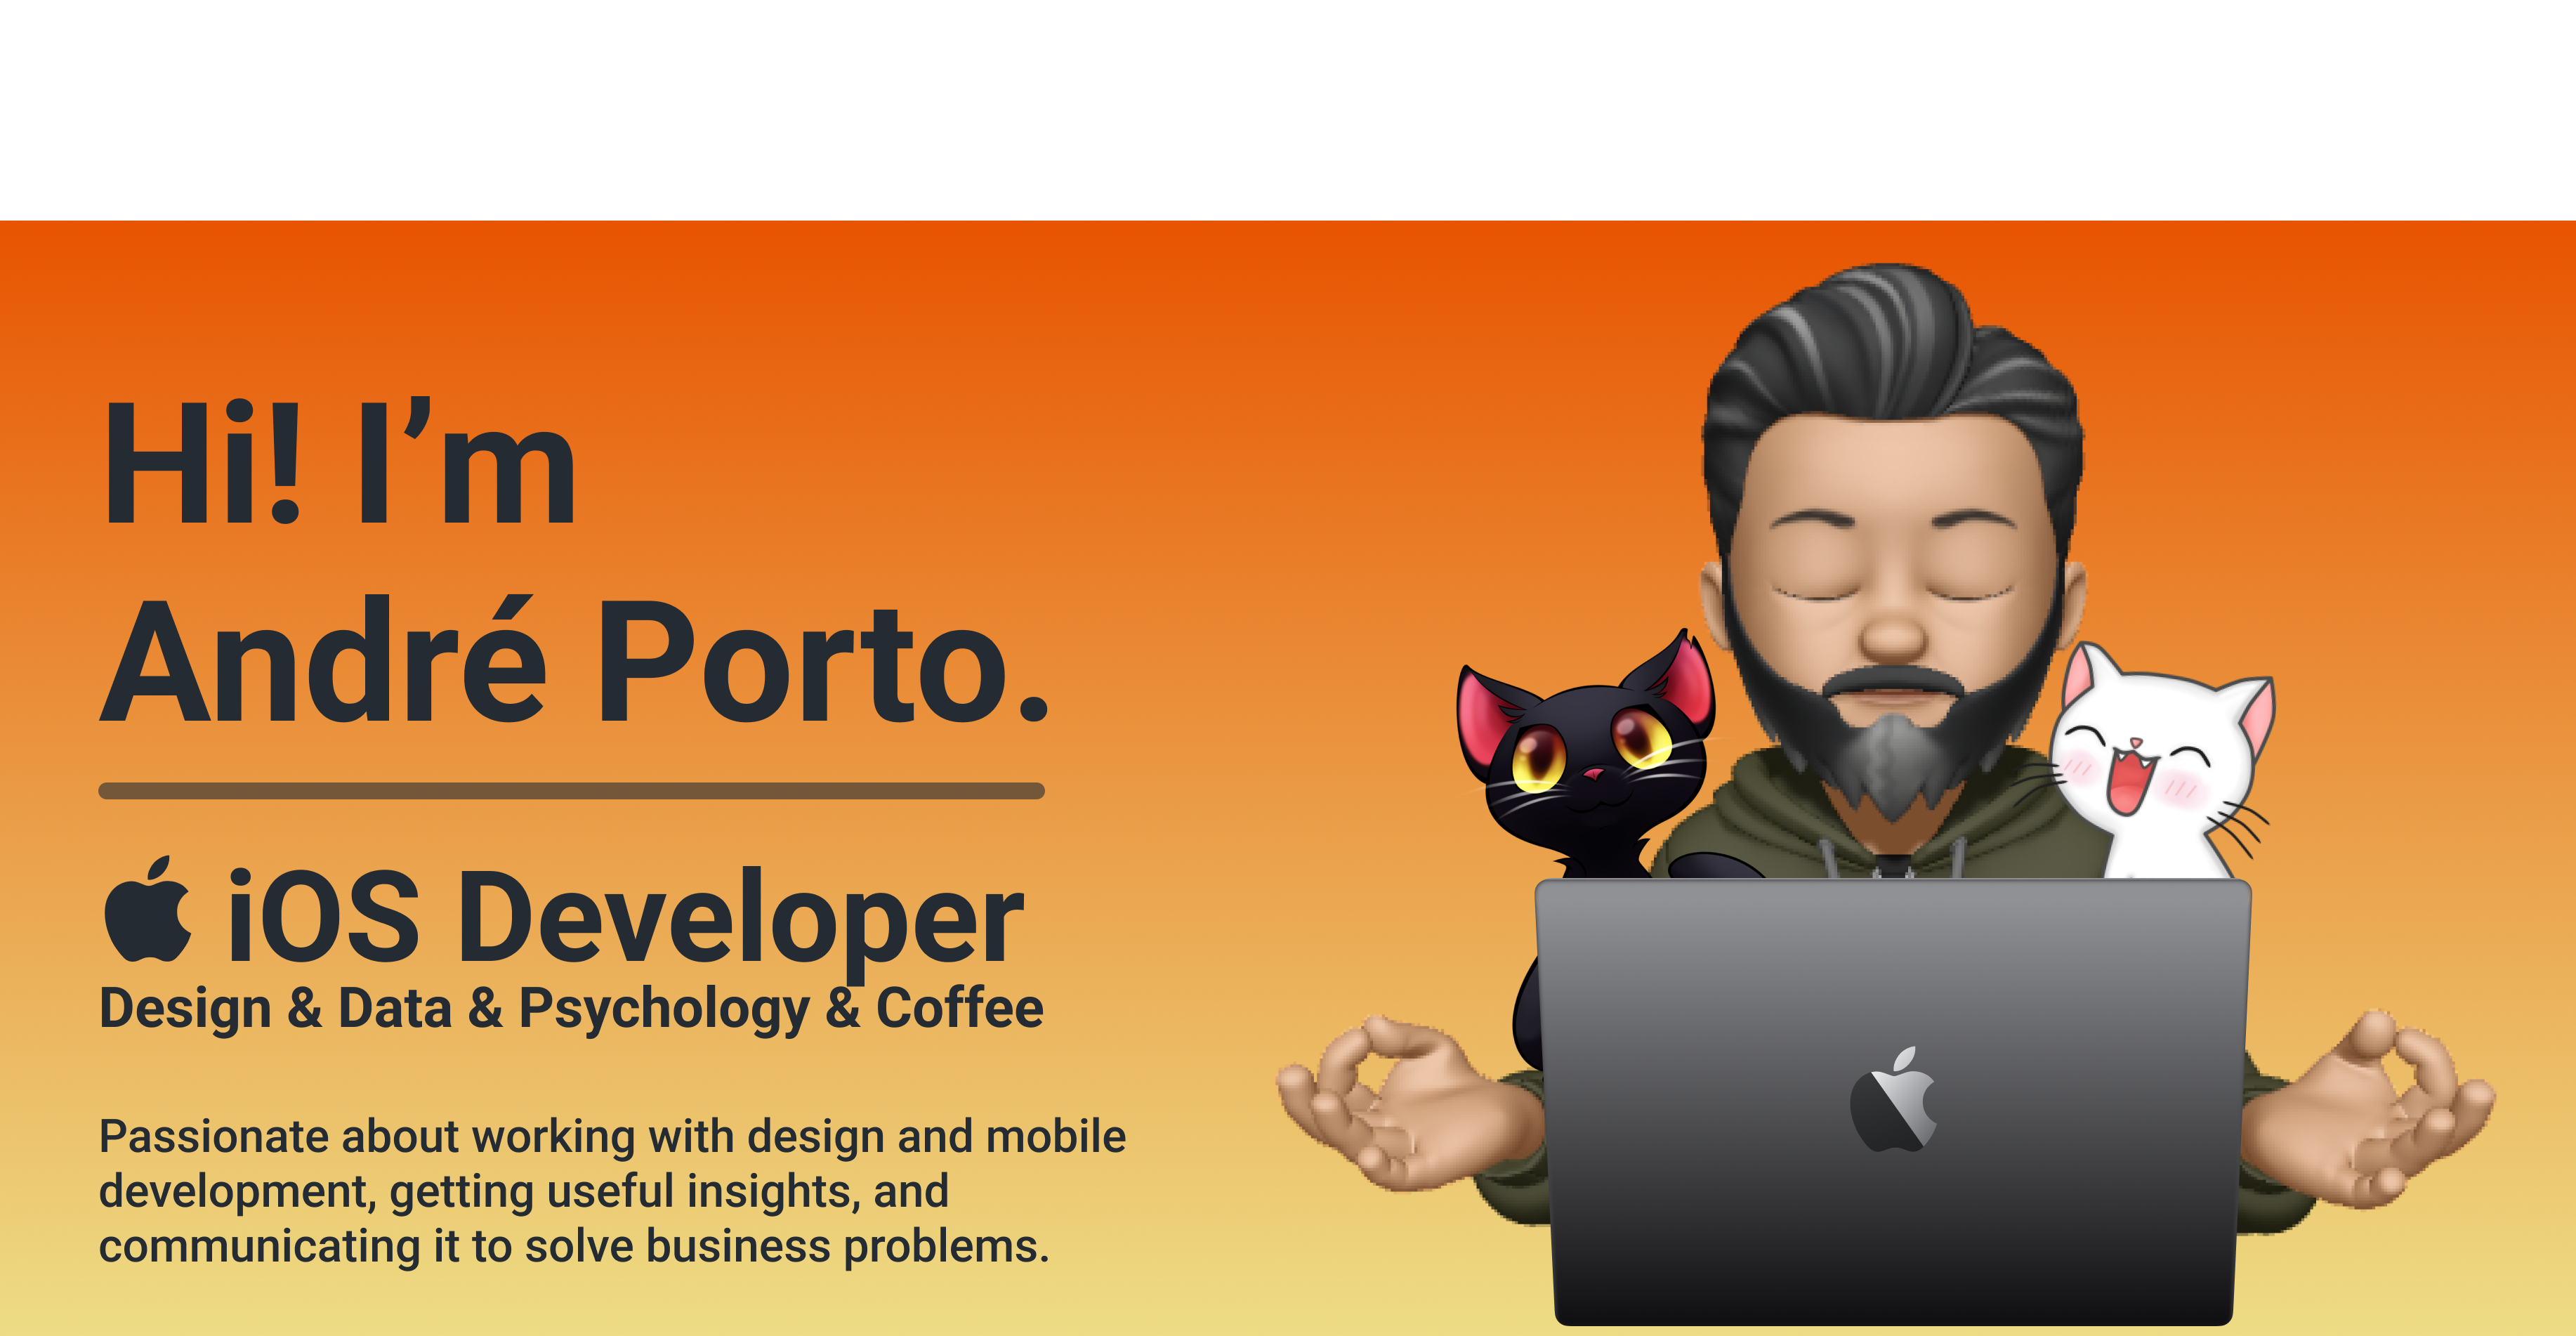 Hi! I’m
André Porto.
iOS Developer
Design & Data & Psychology & Coffee
Passionate about working with design and mobile
development, getting useful insights, and
communicating it to solve business problems.